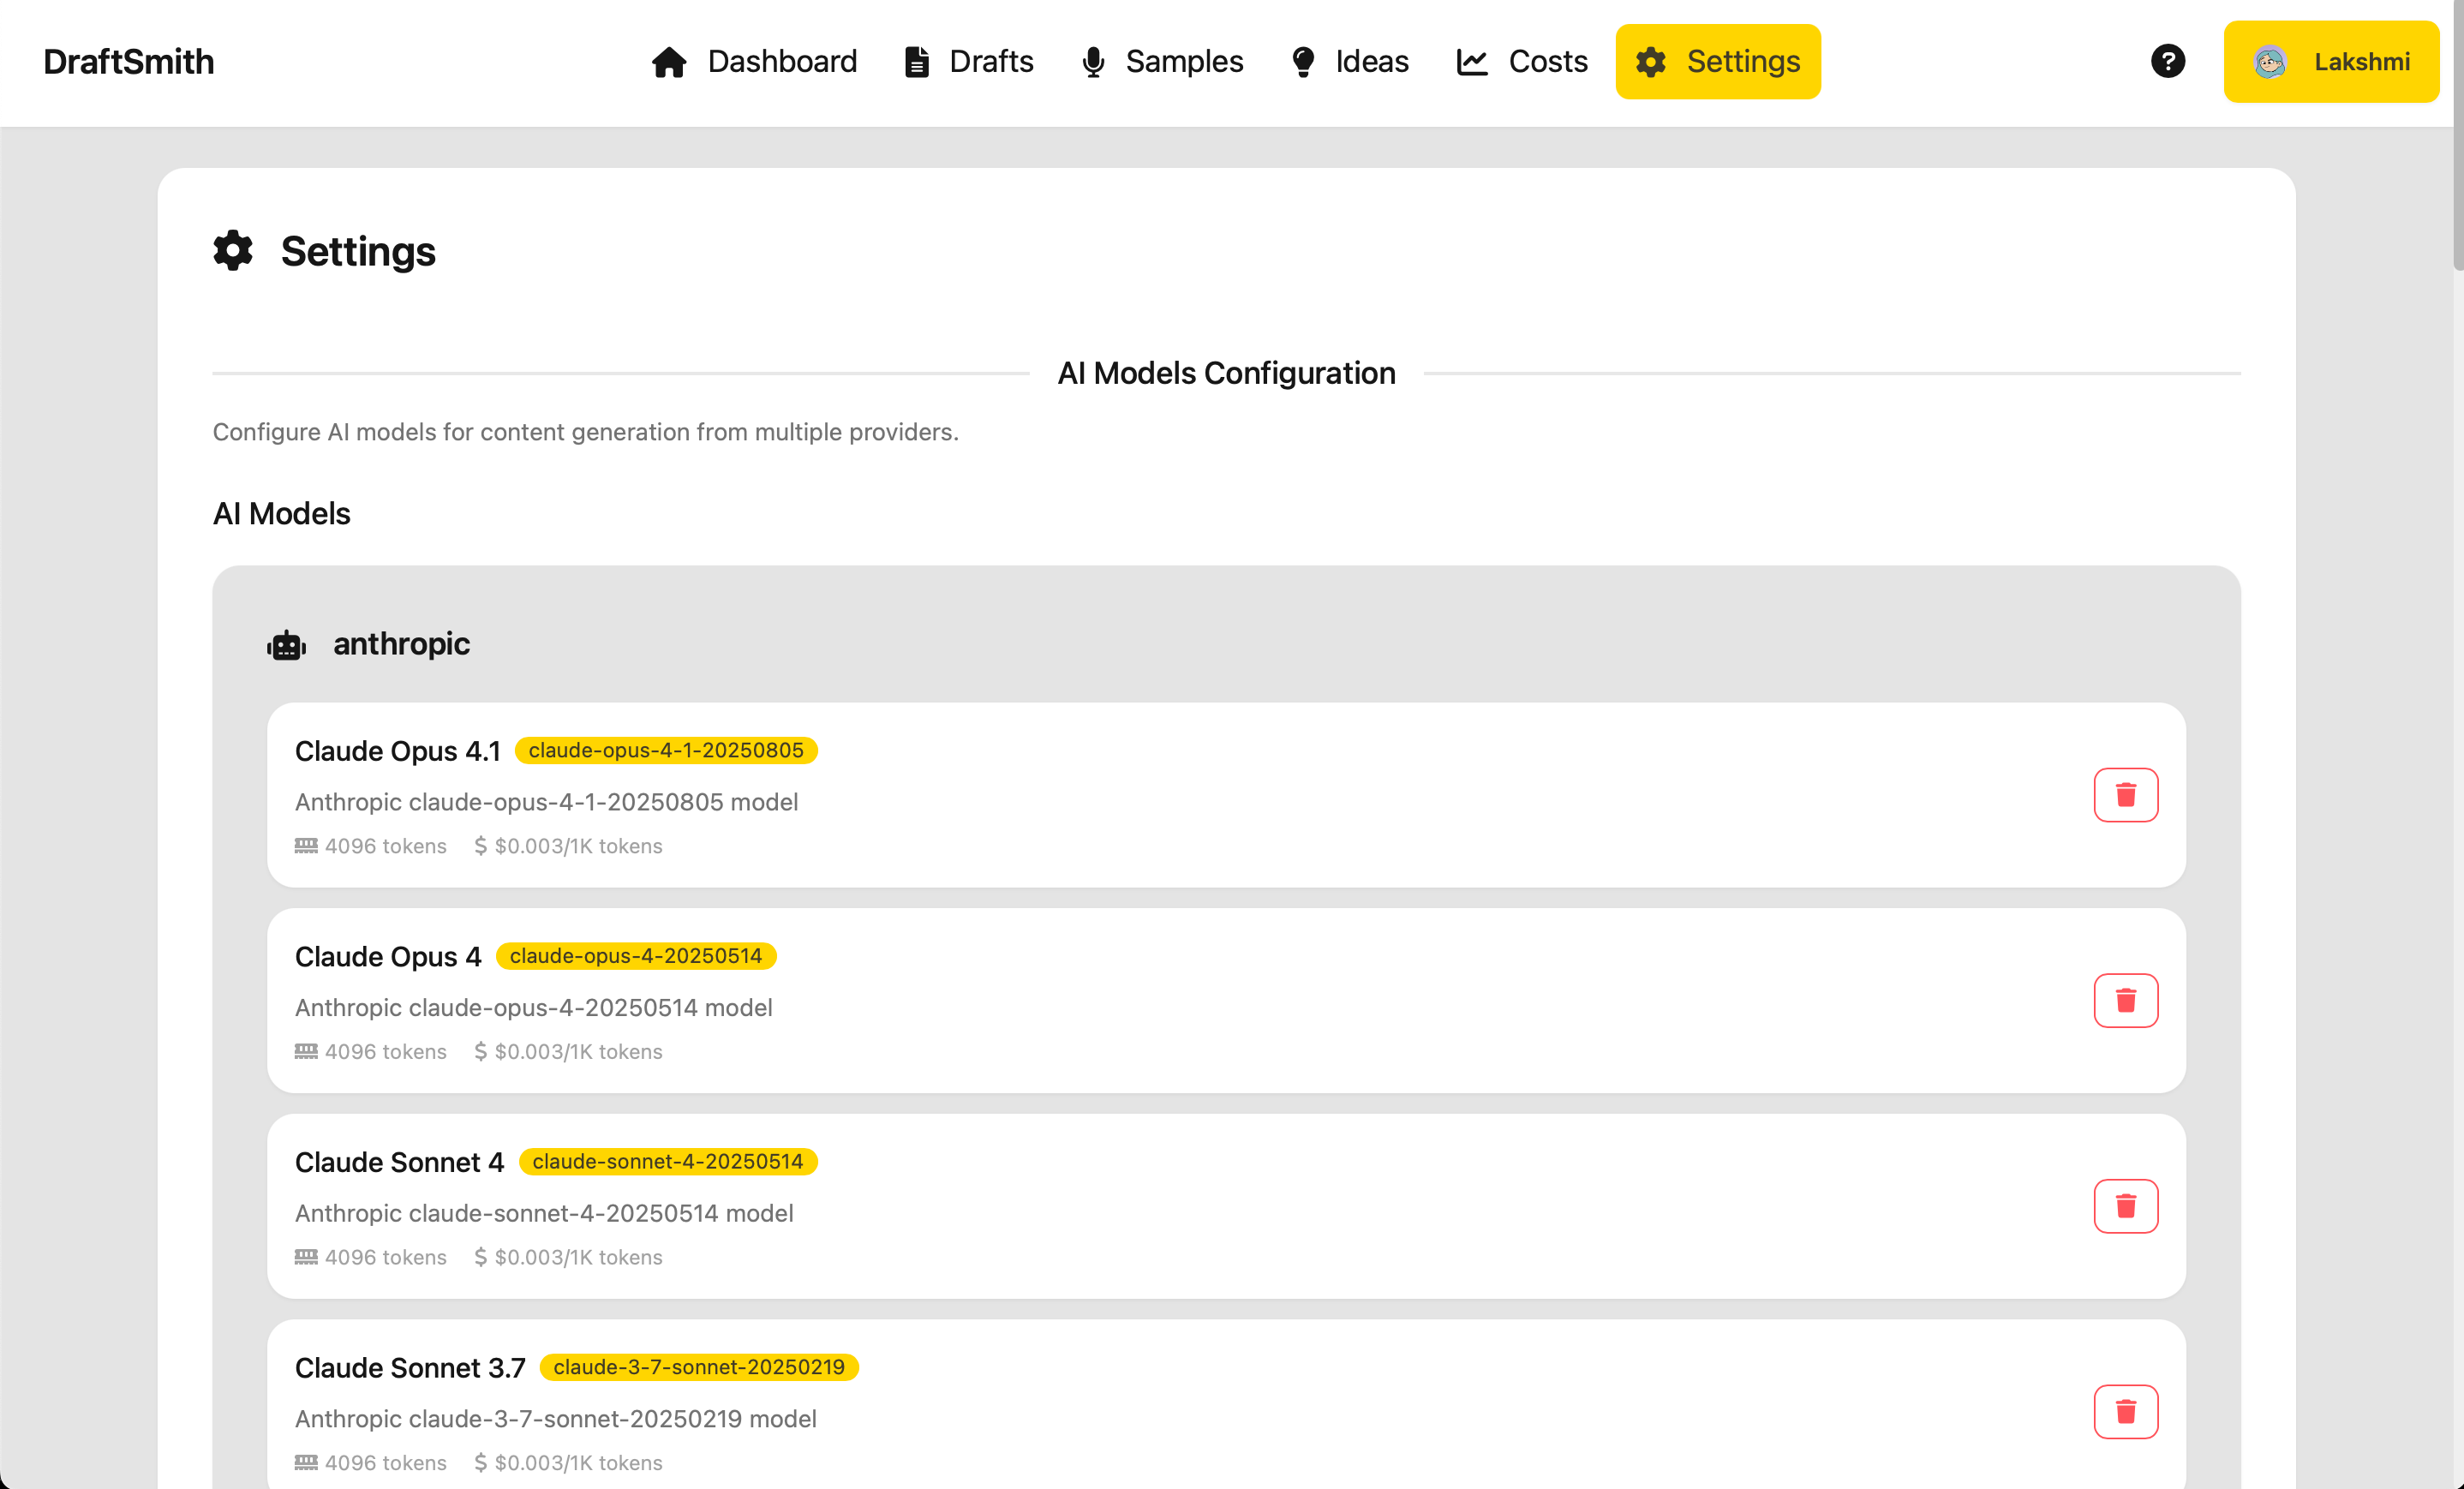 DraftSmith
Dashboard
Drafts
Samples
Ideas
Costs
Settings
?
Lakshmi
Settings
AI Models Configuration
Configure AI models for content generation from multiple providers.
AI Models
anthropic
Claude Opus 4.1 claude-opus-4-1-20250805
Anthropic claude-opus-4-1-20250805 model
4096 tokens $ $0.003/1K tokens
Claude Opus 4 claude-opus-4-20250514
Anthropic claude-opus-4-20250514 model
4096 tokens $ $0.003/1K tokens
Claude Sonnet 4 claude-sonnet-4-20250514
Anthropic claude-sonnet-4-20250514 model
4096 tokens $ $0.003/1K tokens
Claude Sonnet 3.7 claude-3-7-sonnet-20250219
Anthropic claude-3-7-sonnet-20250219 model
4096 tokens $ $0.003/1K tokens